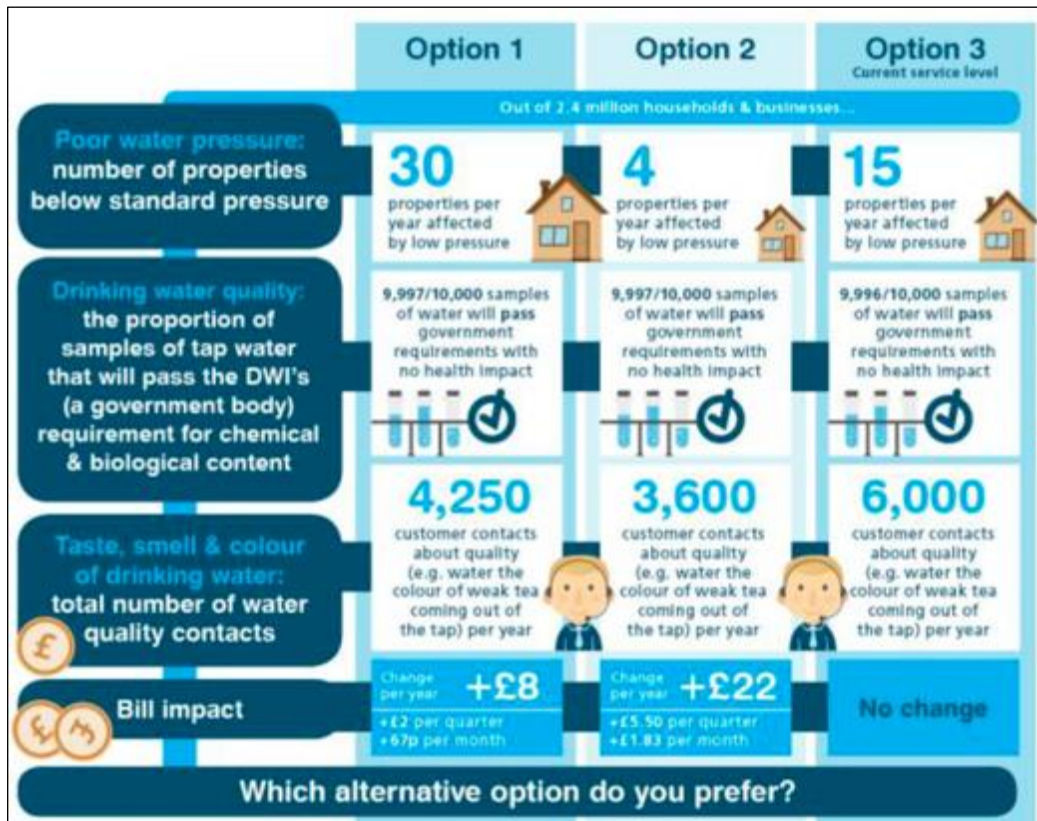 Option 1
Option 2
Option 3
Current service level
Out of 2.4 million households & businesses...
Poor water pressure:
number of properties
below standard pressure
30
properties per
year affected
by low pressure
4
properties per
year affected
by low pressure
15
properties per
year affected
by low pressure
Drinking water quality:
the proportion of
samples of tap water
that will pass the DWI's
(a government body)
requirement for chemical
& biological content
9,997/10,000 samples
of water will pass
government
requirements with
no health impact
9,997/10,000 samples
of water will pass
government
requirements with
no health impact
9,996/10,000 samples
of water will pass
government
requirements with
no health impact
Taste, smell & colour
of drinking water:
total number of water
quality contacts
4,250
customer contacts
about quality
(e.g. water the
colour of weak tea
coming out of
the tap) per year
3,600
customer contacts
about quality
(e.g. water the
colour of weak tea
coming out of
the tap) per year
6,000
customer contacts
about quality
(e.g. water the
colour of weak tea
coming out of
the tap) per year
£
£
£
Bill impact
Change
per year
+£8
+£2 per quarter
+67p per month
Change
per year
+£22
+£5.50 per quarter
+£1.83 per month
No change
Which alternative option do you prefer?